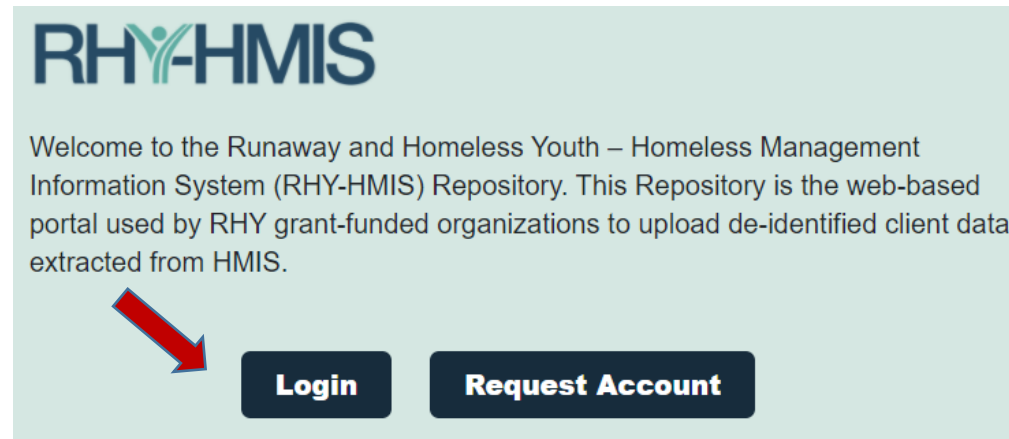 RHY-HMIS
Welcome to the Runaway and Homeless Youth – Homeless Management
Information System (RHY-HMIS) Repository. This Repository is the web-based
portal used by RHY grant-funded organizations to upload de-identified client data
extracted from HMIS.
Login
Request Account